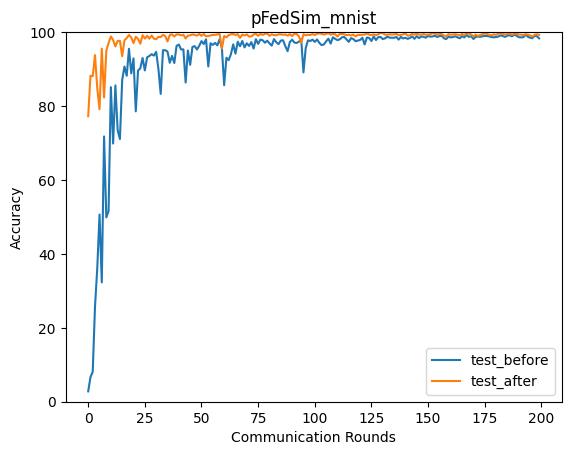 pFedSim_mnist
100
80
60
40
20
0
Accuracy
0 25 50 75 100 125 150 175 200
Communication Rounds
test_before
test_after